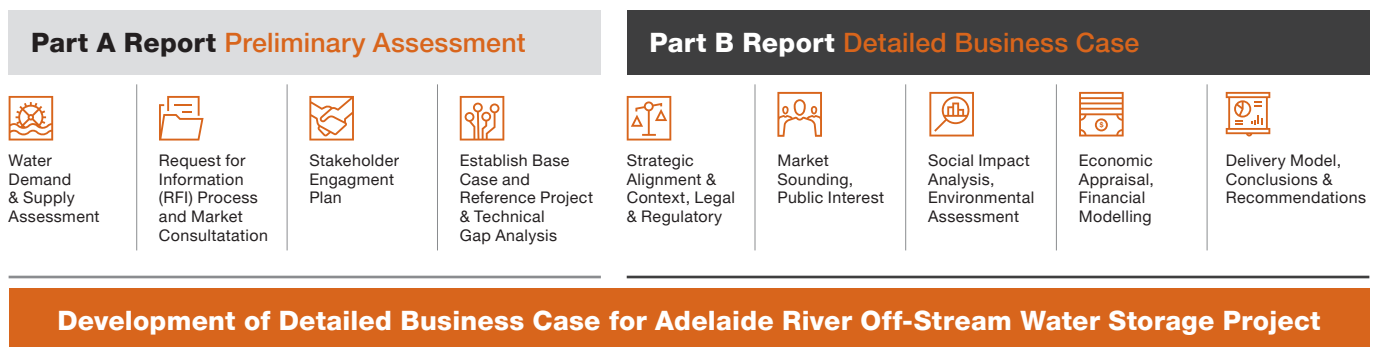 Part A Report Preliminary Assessment
Water
Demand
& Supply
Assessment
Request for
Information
(RFI) Process
and Market
Consultatation
Stakeholder
Engagment
Plan
Establish Base
Case and
Reference Project
& Technical
Gap Analysis
Part B Report Detailed Business Case
Strategic
Alignment &
Context, Legal
& Regulatory
Market
Sounding,
Public Interest
Social Impact
Analysis,
Environmental
Assessment
$
Economic
Appraisal,
Financial
Modelling
Delivery Model,
Conclusions &
Recommendations
Development of Detailed Business Case for Adelaide River Off-Stream Water Storage Project